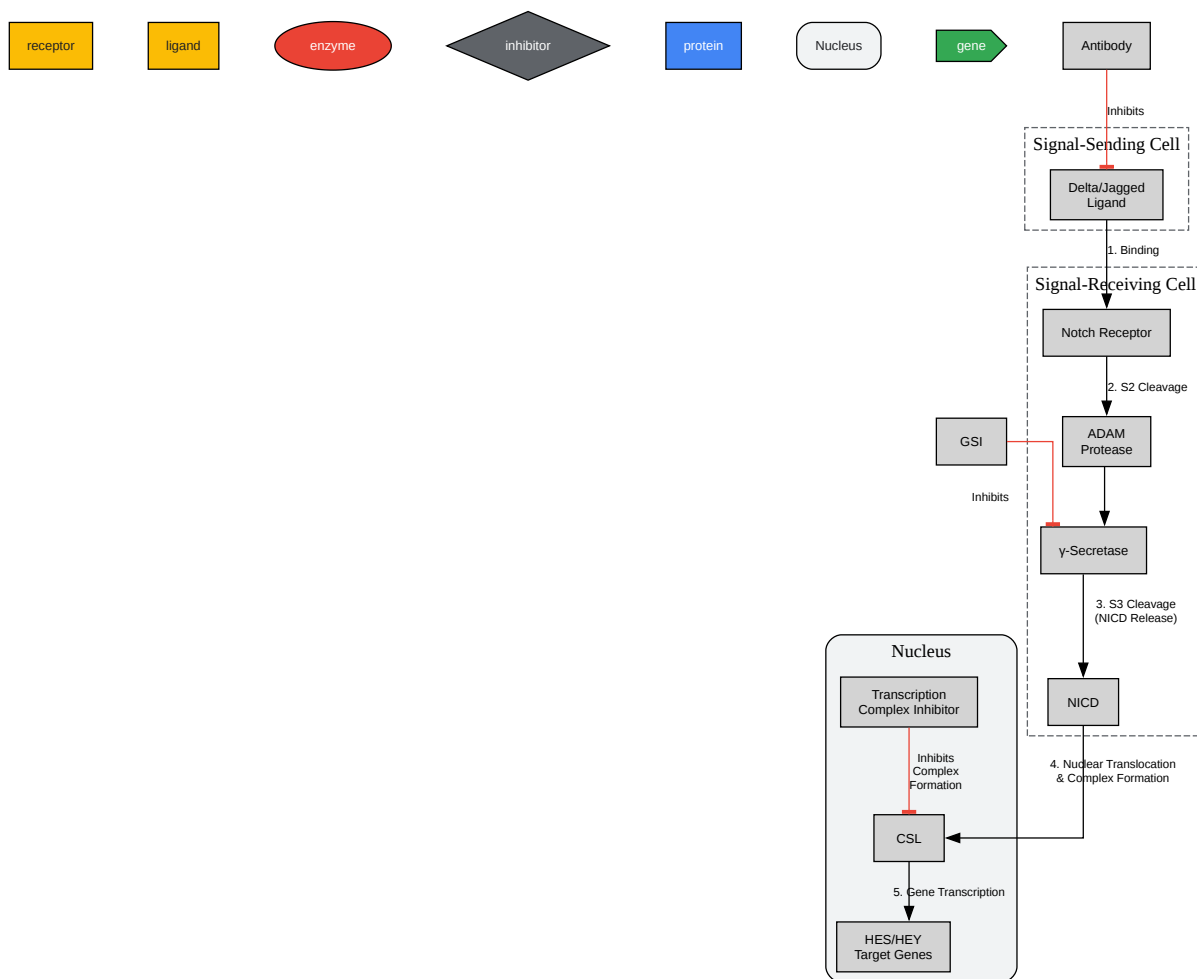 receptor
ligand
enzyme
inhibitor
protein
Nucleus
gene
Antibody
Inhibits
Signal-Sending Cell
Delta/Jagged
Ligand
1. Binding
Signal-Receiving Cell
Notch Receptor
2. S2 Cleavage
GSI
ADAM
Protease
Inhibits
γ-Secretase
3. S3 Cleavage
(NICD Release)
Nucleus
Transcription
Complex Inhibitor
NICD
Inhibits
Complex
Formation
4. Nuclear Translocation
& Complex Formation
CSL
5. Gene Transcription
HES/HEY
Target Genes